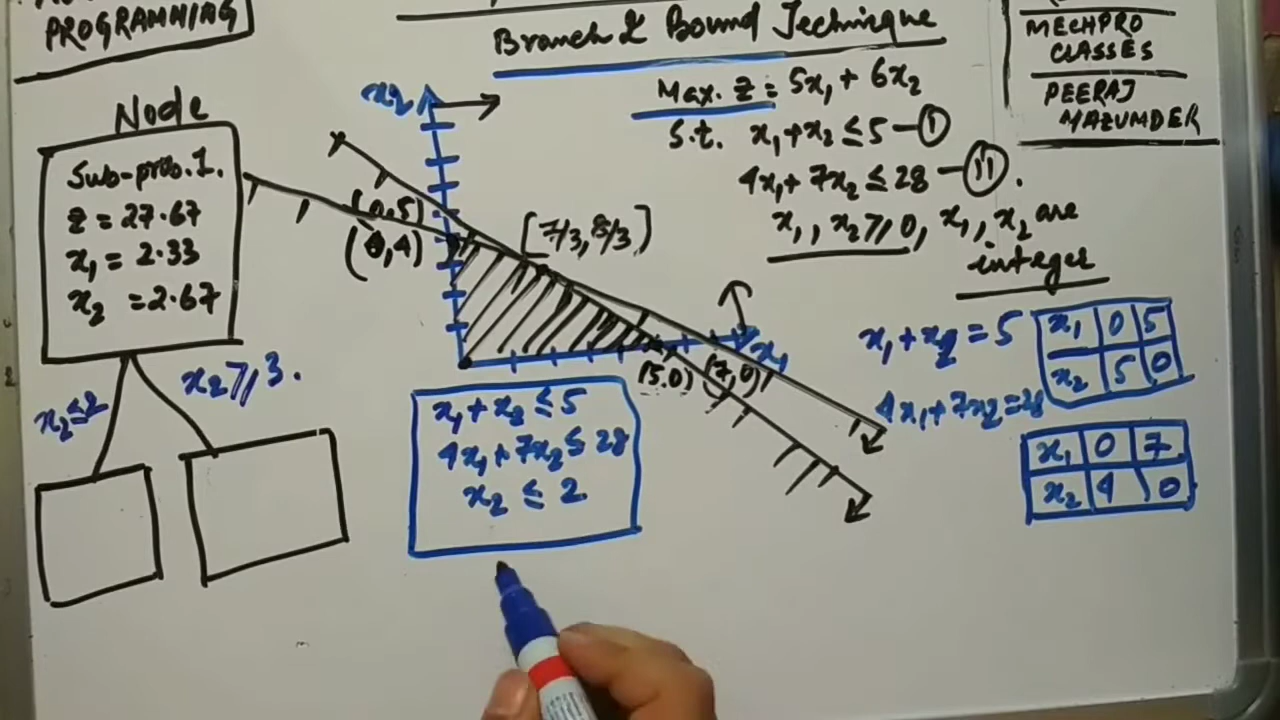 PROGRAMMING
Branch & Bound Technique
MECHPRO
CLASSES
PEERAJ
MAZUMDER
Node
Sub-prob.1.
Z = 27.67
x₁ = 2.33
x₂ = 2.67
x₂ ≤ 2
x₂ ≥ 3.
x₂
(0,5)
(0,4)
[7/3, 8/3]
(5,0) (7,0)
x₁
Max. Z = 5x₁ + 6x₂
S.t. x₁ + x₂ ≤ 5 — (I)
4x₁ + 7x₂ ≤ 28 — (II).
x₁, x₂ ≥ 0, x₁, x₂ are
integer
x₁ + x₂ = 5
x₁ 0 5
x₂ 5 0
4x₁ + 7x₂ = 28
x₁ 0 7
x₂ 4 0
x₁ + x₂ ≤ 5
4x₁ + 7x₂ ≤ 28
x₂ ≤ 2